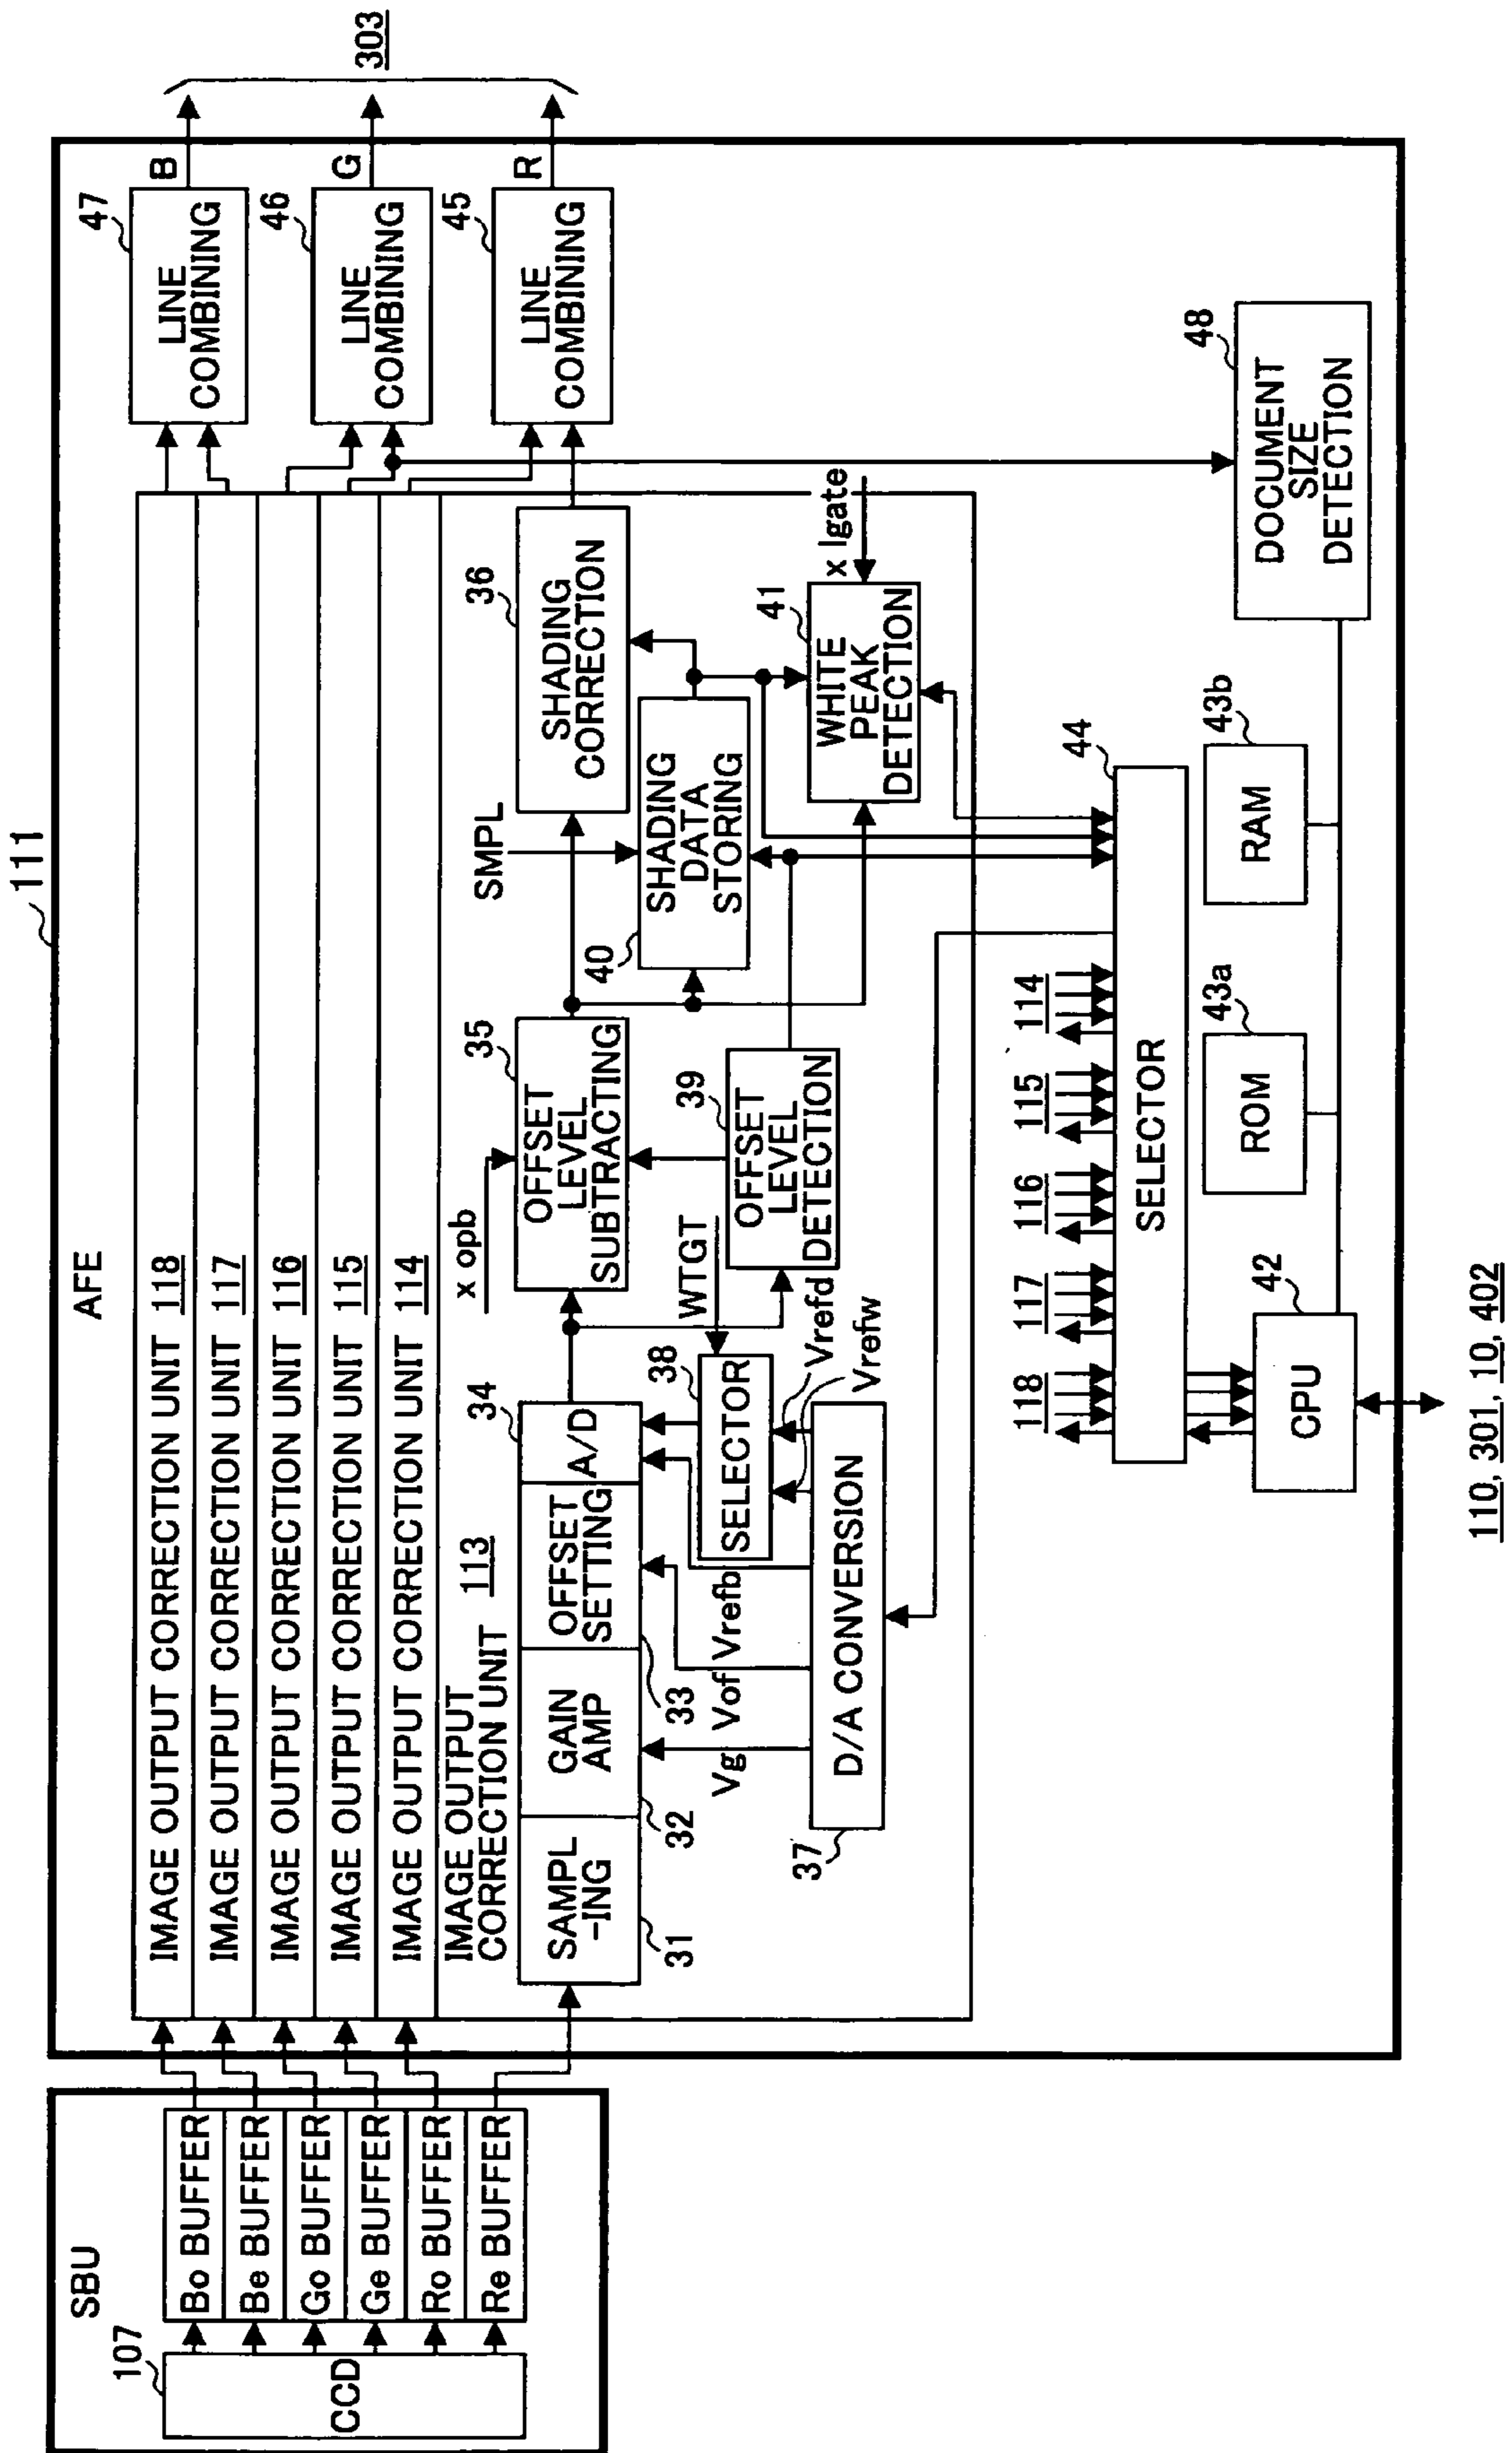 111
SBU
107
CCD
Bo BUFFER
Be BUFFER
Go BUFFER
Ge BUFFER
Ro BUFFER
Re BUFFER
AFE
IMAGE OUTPUT CORRECTION UNIT 118
IMAGE OUTPUT CORRECTION UNIT 117
IMAGE OUTPUT CORRECTION UNIT 116
IMAGE OUTPUT CORRECTION UNIT 115
IMAGE OUTPUT CORRECTION UNIT 114
IMAGE OUTPUT
CORRECTION UNIT 113
SAMPL
-ING
31
GAIN
AMP
32
OFFSET
SETTING
33
A/D
34
Vg
Vof
Vrefb
D/A CONVERSION
37
SELECTOR
38
WTGT
Vrefd
Vrefw
x opb
OFFSET
LEVEL
SUBTRACTING
35
OFFSET
LEVEL
DETECTION
39
SMPL
SHADING
CORRECTION
36
SHADING
DATA
STORING
40
WHITE
PEAK
DETECTION
41
x lgate
LINE
COMBINING
47
B
LINE
COMBINING
46
G
LINE
COMBINING
45
R
303
118
117
116
115
114
SELECTOR
44
CPU
42
ROM
43a
RAM
43b
DOCUMENT
SIZE
DETECTION
48
110, 301, 10, 402